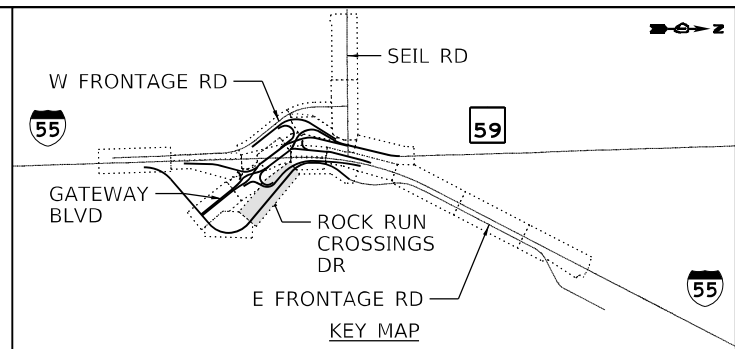 Z
SEIL RD
W FRONTAGE RD
55
59
GATEWAY
BLVD
ROCK RUN
CROSSINGS
DR
E FRONTAGE RD
55
KEY MAP